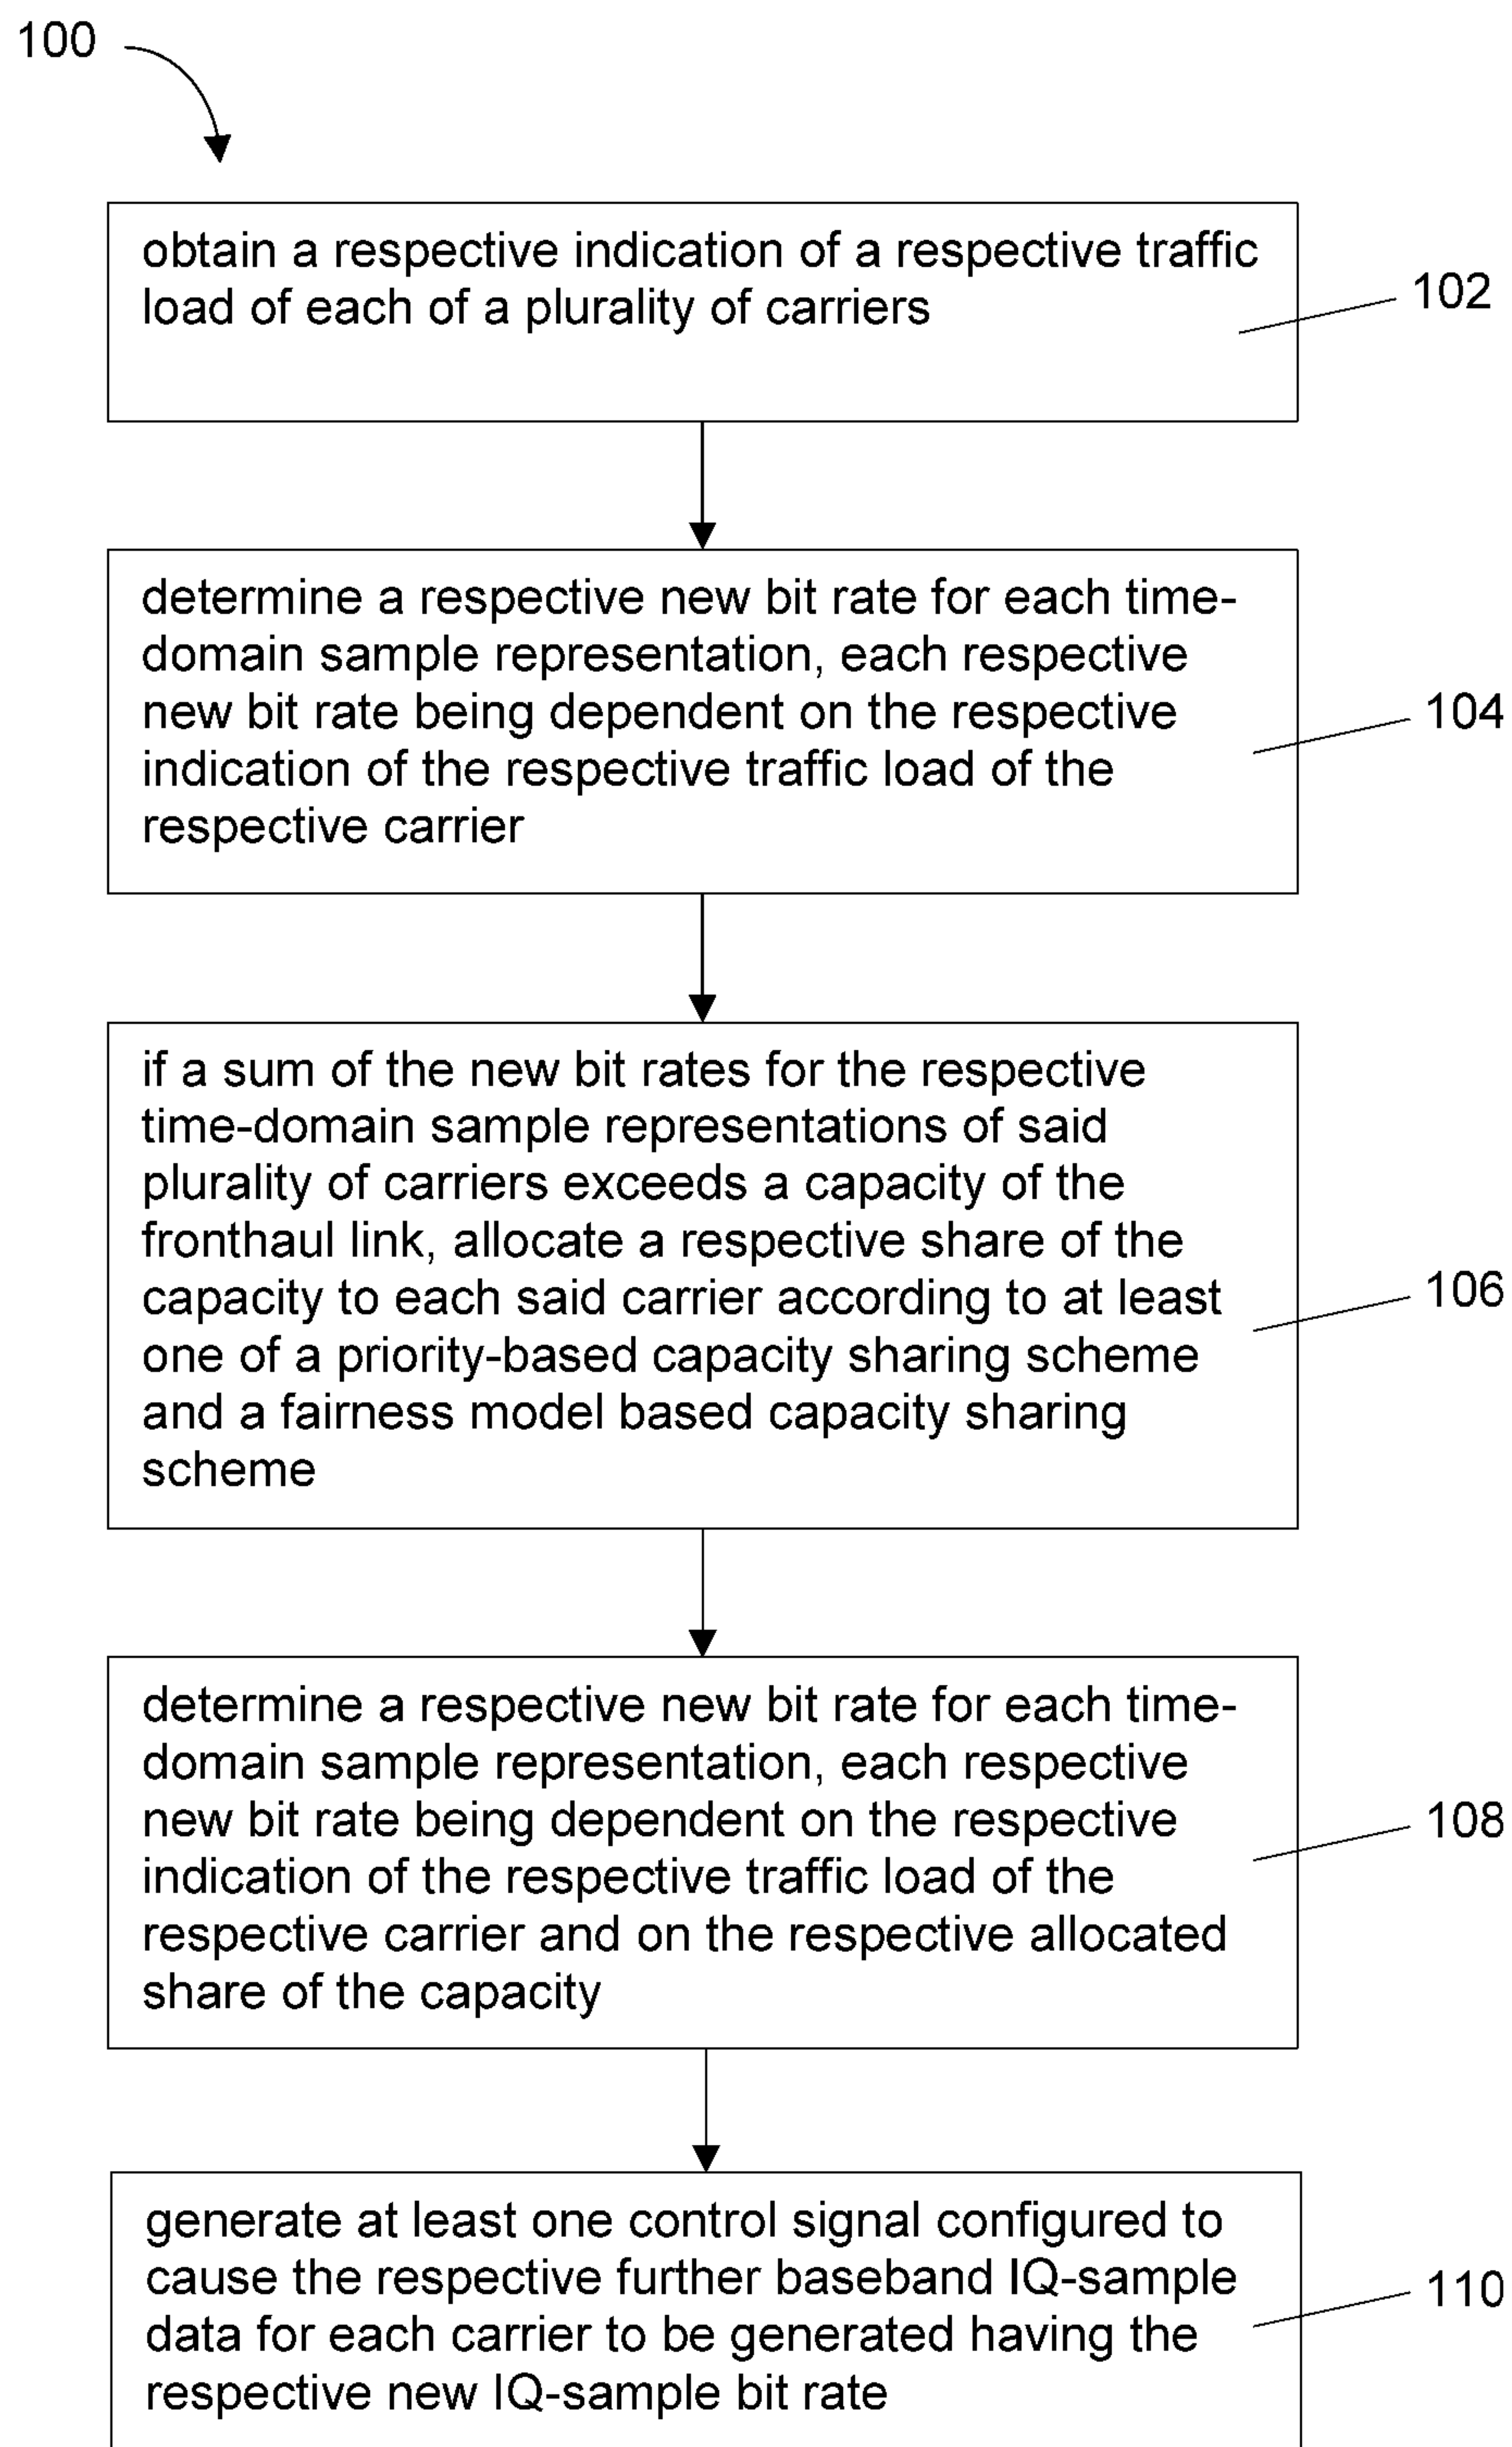 100
obtain a respective indication of a respective traffic
load of each of a plurality of carriers
102
determine a respective new bit rate for each time-
domain sample representation, each respective
new bit rate being dependent on the respective
indication of the respective traffic load of the
respective carrier
104
if a sum of the new bit rates for the respective
time-domain sample representations of said
plurality of carriers exceeds a capacity of the
fronthaul link, allocate a respective share of the
capacity to each said carrier according to at least
one of a priority-based capacity sharing scheme
and a fairness model based capacity sharing
scheme
106
determine a respective new bit rate for each time-
domain sample representation, each respective
new bit rate being dependent on the respective
indication of the respective traffic load of the
respective carrier and on the respective allocated
share of the capacity
108
generate at least one control signal configured to
cause the respective further baseband IQ-sample
data for each carrier to be generated having the
respective new IQ-sample bit rate
110